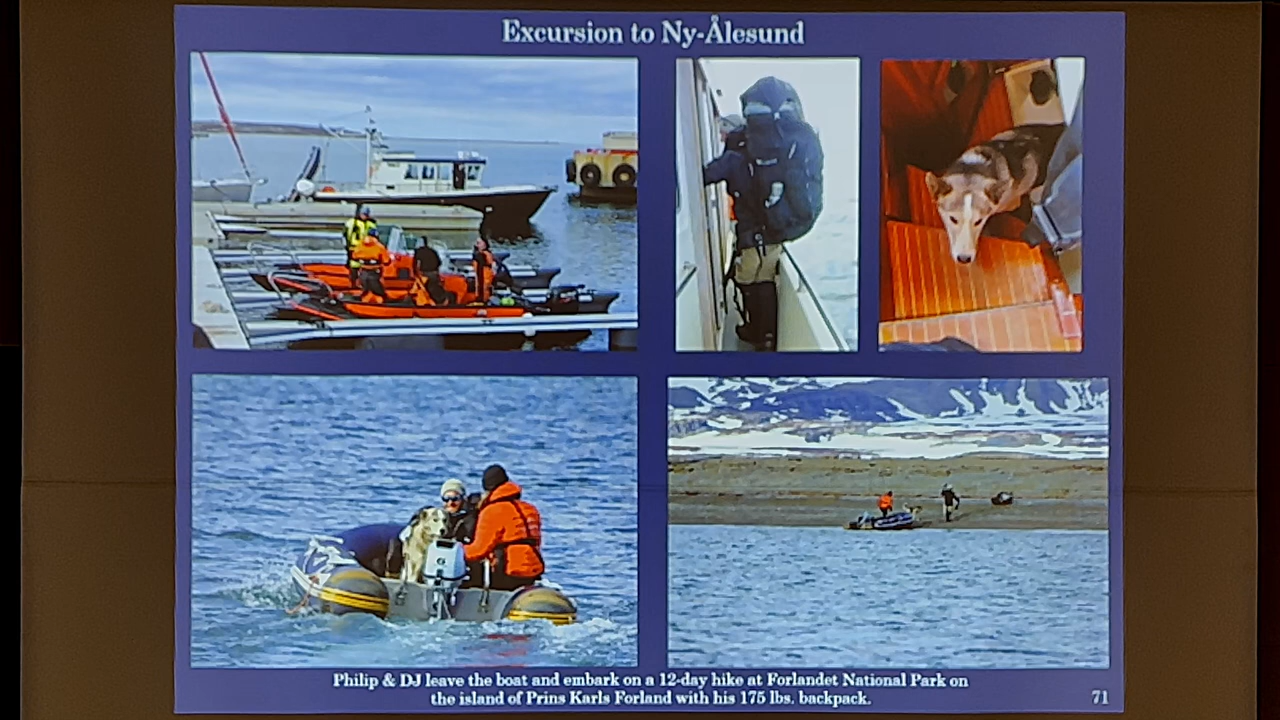 Excursion to Ny-Ålesund
Philip & DJ leave the boat and embark on a 12-day hike at Forlandet National Park on
the island of Prins Karls Forland with his 175 lbs. backpack.
71